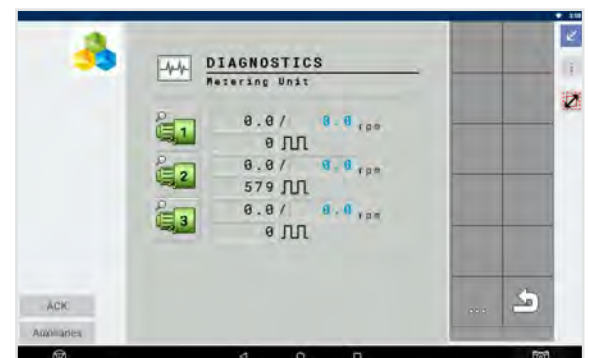 DIAGNOSTICS
Metering Unit
1
0.0/ 0.0 rpm
0
2
0.0/ 0.0 rpm
579
3
0.0/ 0.0 rpm
0
ACK
...
Auxiliaries